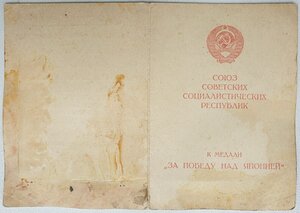 СОЮЗ
СОВЕТСКИХ
СОЦИАЛИСТИЧЕСКИХ
РЕСПУБЛИК
К МЕДАЛИ
„ЗА ПОБЕДУ НАД ЯПОНИЕЙ“